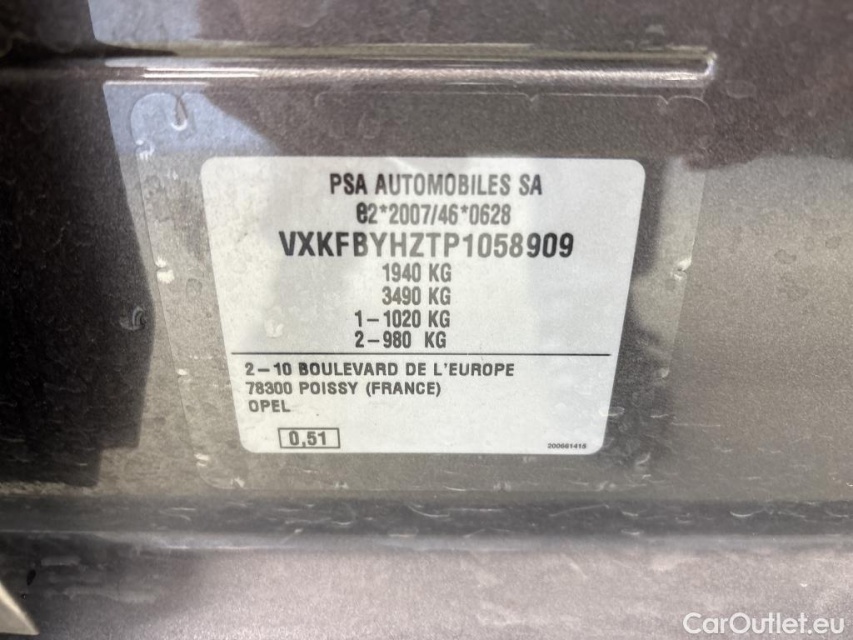 PSA AUTOMOBILES SA
e2*2007/46*0628
VXKFBYHZTP1058909
1940 KG
3490 KG
1-1020 KG
2-980 KG
2-10 BOULEVARD DE L'EUROPE
78300 POISSY (FRANCE)
OPEL
0,51
200661418
CarOutlet.eu